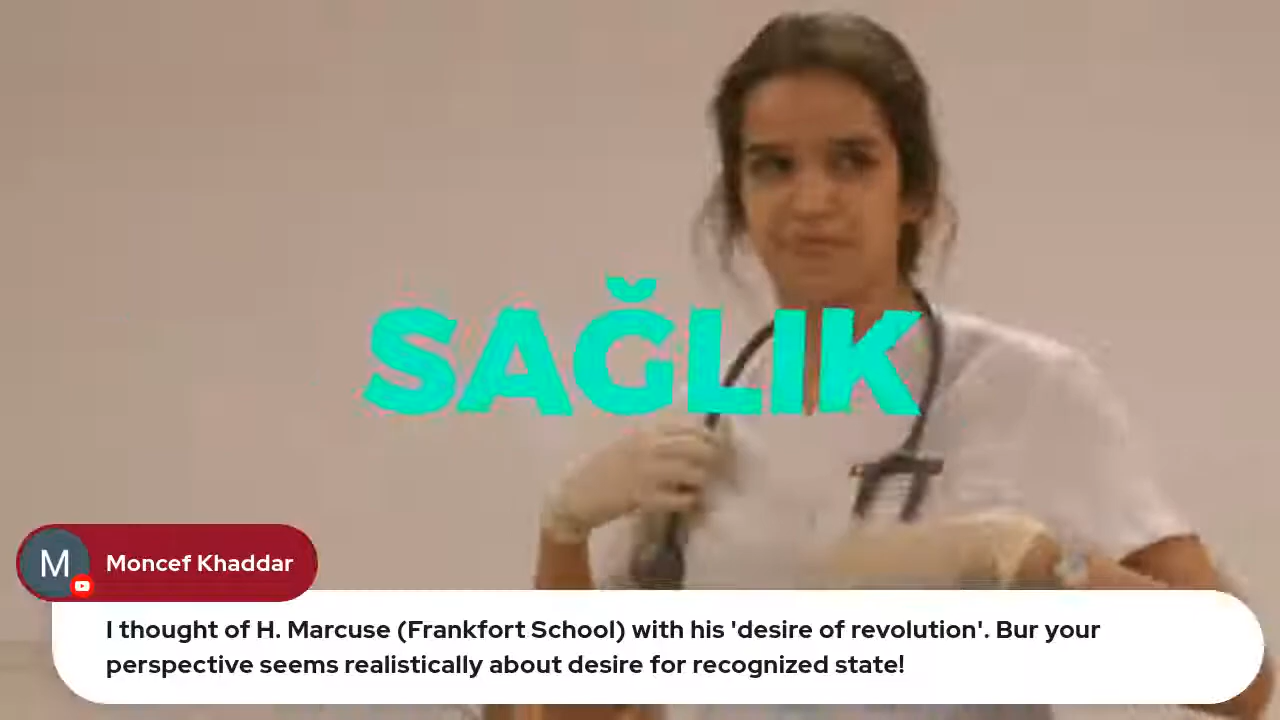 SAĞLIK
M
Moncef Khaddar
I thought of H. Marcuse (Frankfort School) with his 'desire of revolution'. Bur your
perspective seems realistically about desire for recognized state!